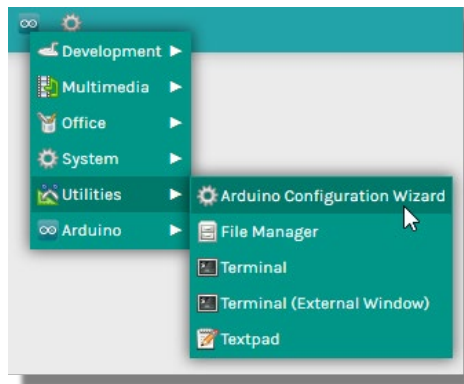 Development
Multimedia
Office
System
Utilities
Arduino
Arduino Configuration Wizard
File Manager
Terminal
Terminal (External Window)
Textpad